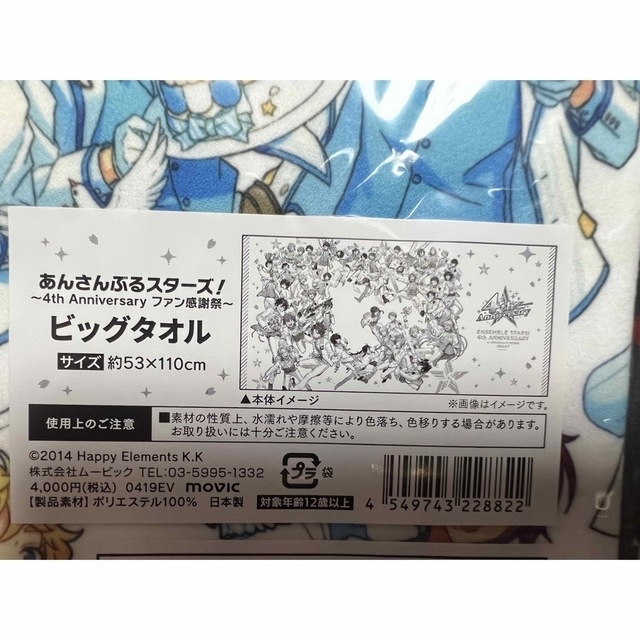 あんさんぶるスターズ！
～4th Anniversary ファン感謝祭～
ビッグタオル
サイズ 約53×110cm
Anniversary
ENSEMBLE STARS!
4th ANNIVERSARY
▲本体イメージ
※画像はイメージです。
使用上のご注意
■素材の性質上、水濡れや摩擦等により色落ち、色移りする場合があります。
お取り扱いには十分ご注意ください。
©2014 Happy Elements K.K
株式会社ムービック TEL:03-5995-1332
4,000円(税込) 0419EV movic
【製品素材】ポリエステル100% 日本製
プラ 袋
対象年齢12歳以上
4 549743 228822